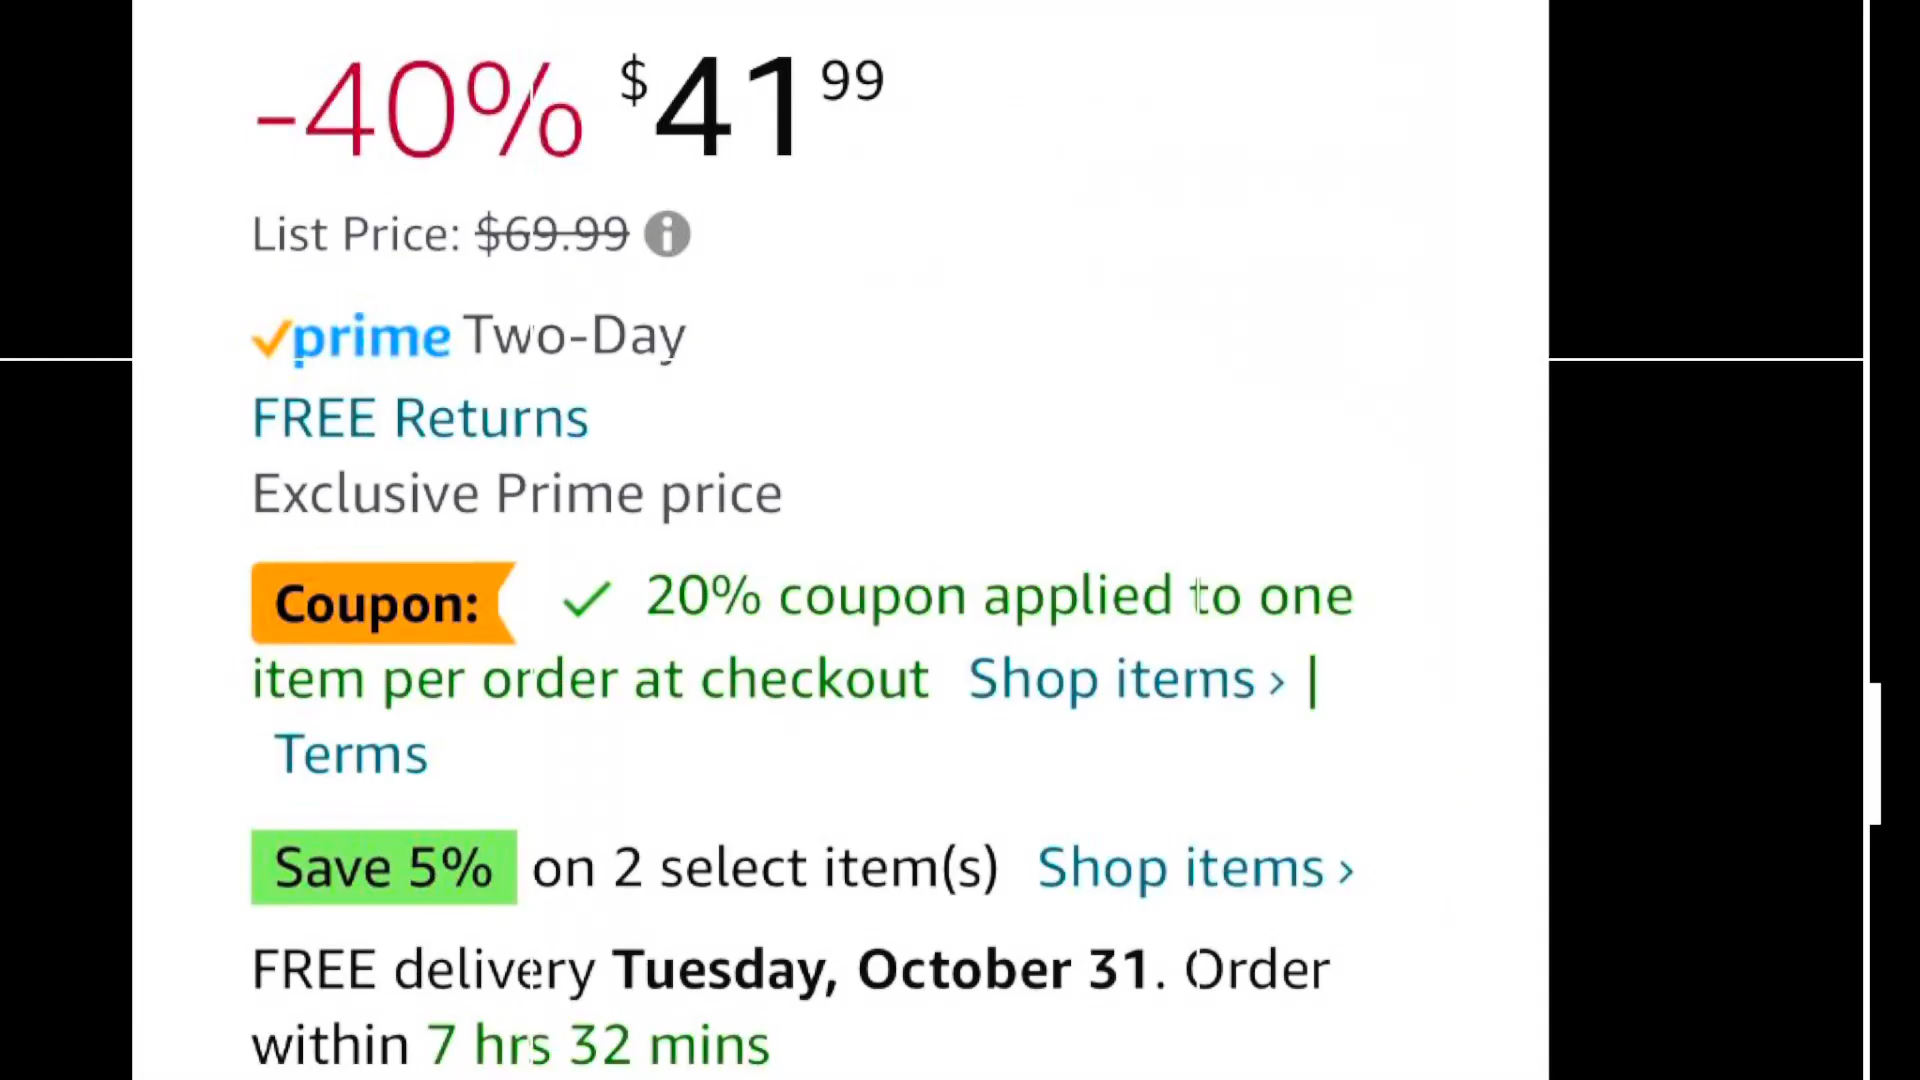 -40% $41 99
List Price: $69.99
prime Two-Day
FREE Returns
Exclusive Prime price
Coupon: ✓ 20% coupon applied to one
item per order at checkout Shop items › |
Terms
Save 5% on 2 select item(s) Shop items ›
FREE delivery Tuesday, October 31. Order
within 7 hrs 32 mins